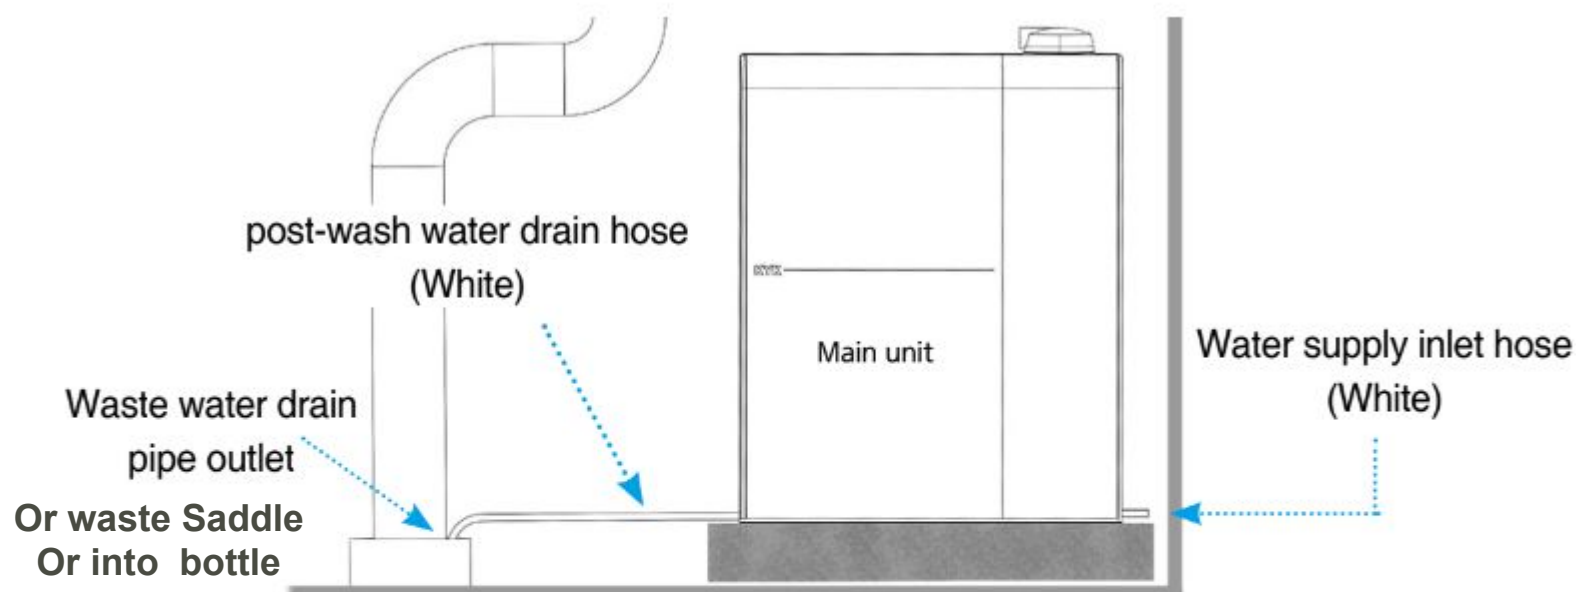 post-wash water drain hose
(White)
KYK
Main unit
Water supply inlet hose
(White)
Waste water drain
pipe outlet
Or waste Saddle
Or into bottle